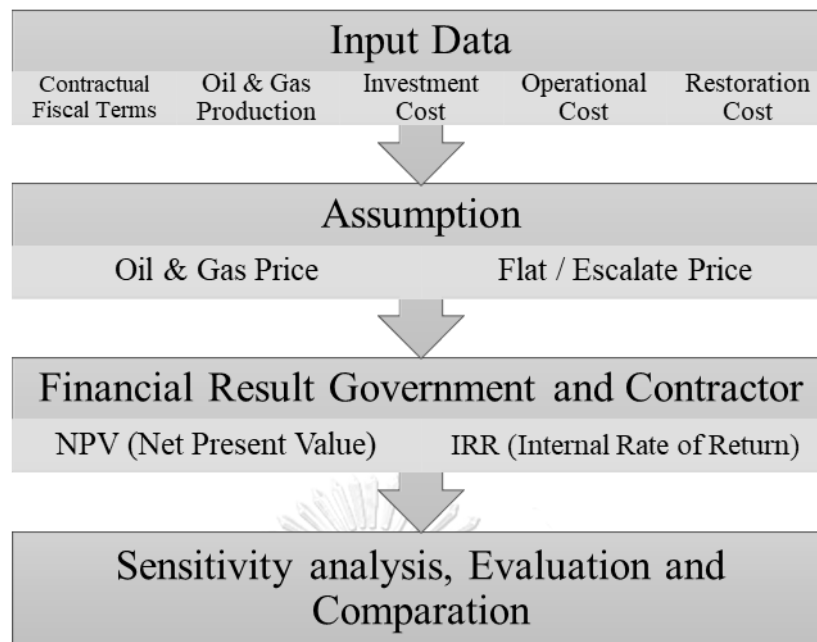 Input Data
Contractual Fiscal Terms
Oil & Gas Production
Investment Cost
Operational Cost
Restoration Cost
Assumption
Oil & Gas Price
Flat / Escalate Price
Financial Result Government and Contractor
NPV (Net Present Value)
IRR (Internal Rate of Return)
Sensitivity analysis, Evaluation and
Comparation